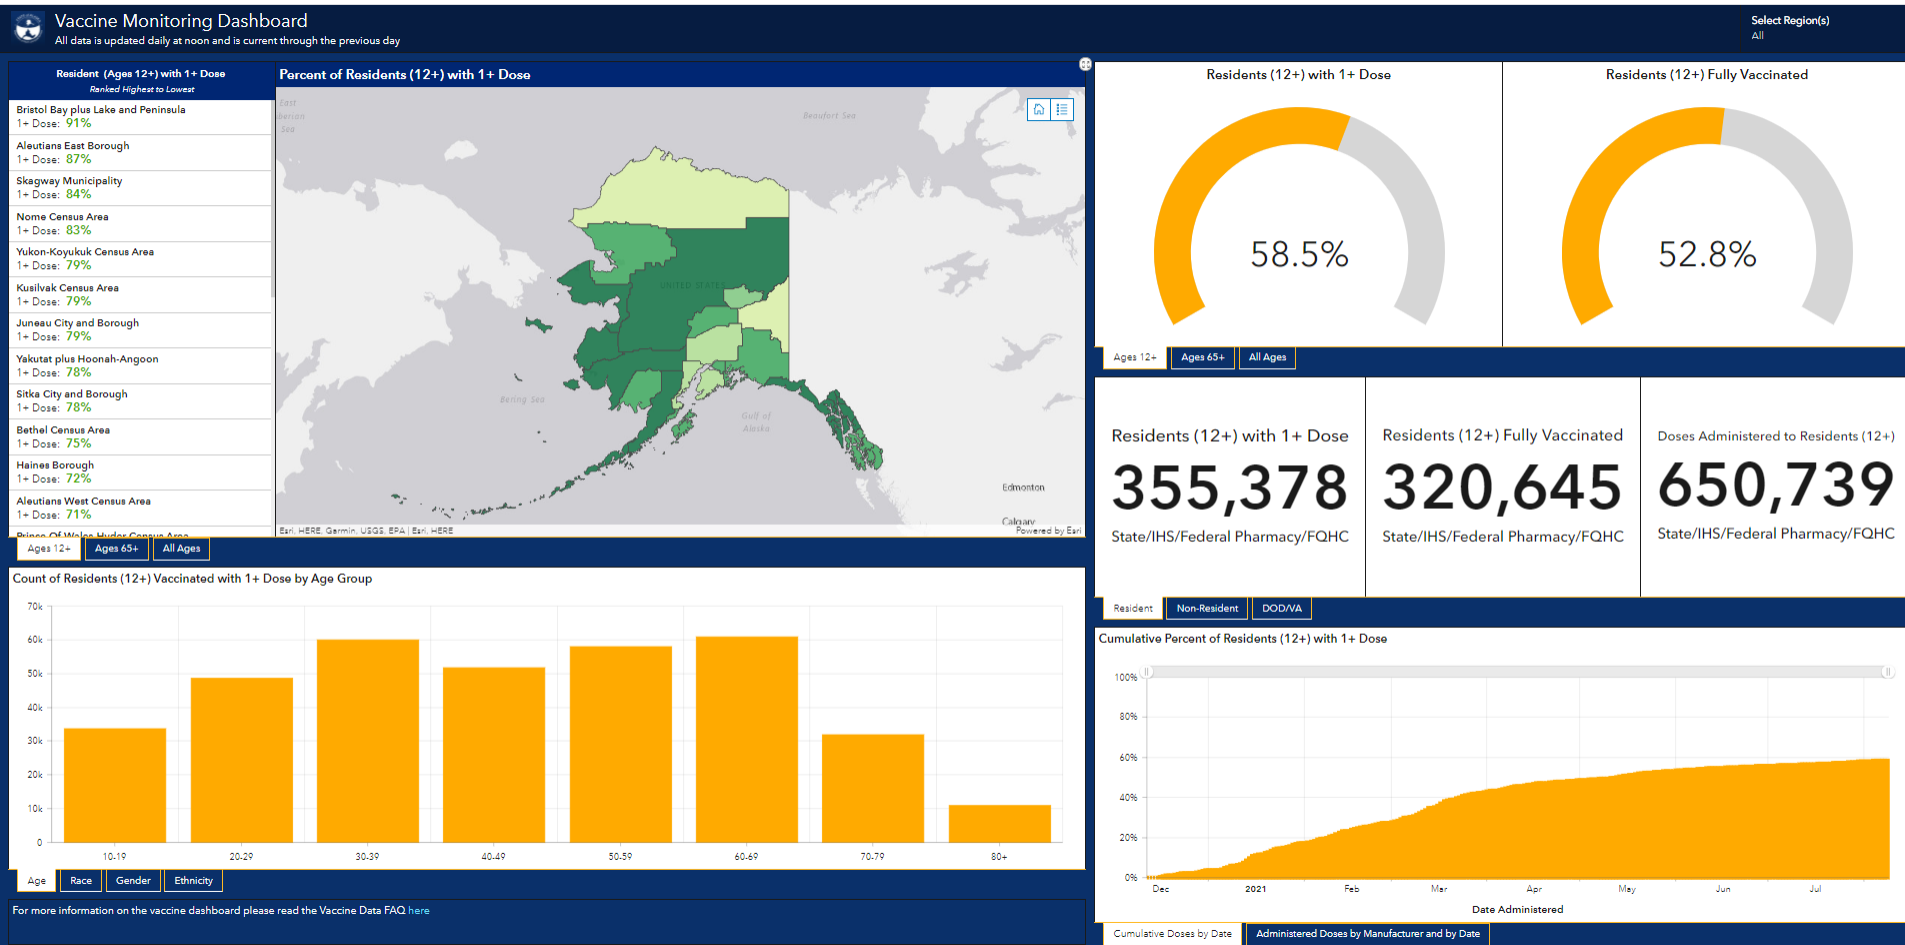 Vaccine Monitoring Dashboard
All data is updated daily at noon and is current through the previous day
Select Region(s)
All
Resident (Ages 12+) with 1+ Dose
Ranked Highest to Lowest
Bristol Bay plus Lake and Peninsula
1+ Dose: 91%
Aleutians East Borough
1+ Dose: 87%
Skagway Municipality
1+ Dose: 84%
Nome Census Area
1+ Dose: 83%
Yukon-Koyukuk Census Area
1+ Dose: 79%
Kusilvak Census Area
1+ Dose: 79%
Juneau City and Borough
1+ Dose: 79%
Yakutat plus Hoonah-Angoon
1+ Dose: 78%
Sitka City and Borough
1+ Dose: 78%
Bethel Census Area
1+ Dose: 75%
Haines Borough
1+ Dose: 72%
Aleutians West Census Area
1+ Dose: 71%
Prince Of Wales Hyder Census Area
Ages 12+
Ages 65+
All Ages
Percent of Residents (12+) with 1+ Dose
East
Sea
Beaufort Sea
UNITED STATES
Bering Sea
Gulf of
Alaska
Edmonton
Calgary
Esri, HERE, Garmin, USGS, EPA | Esri, HERE
Powered by Esri
Residents (12+) with 1+ Dose
58.5%
Residents (12+) Fully Vaccinated
52.8%
Ages 12+
Ages 65+
All Ages
Residents (12+) with 1+ Dose
355,378
State/IHS/Federal Pharmacy/FQHC
Residents (12+) Fully Vaccinated
320,645
State/IHS/Federal Pharmacy/FQHC
Doses Administered to Residents (12+)
650,739
State/IHS/Federal Pharmacy/FQHC
Resident
Non-Resident
DOD/VA
Count of Residents (12+) Vaccinated with 1+ Dose by Age Group
70k
60k
50k
40k
30k
20k
10k
0
10-19
20-29
30-39
40-49
50-59
60-69
70-79
80+
Age
Race
Gender
Ethnicity
For more information on the vaccine dashboard please read the Vaccine Data FAQ here
Cumulative Percent of Residents (12+) with 1+ Dose
100%
80%
60%
40%
20%
0%
Dec
2021
Feb
Mar
Apr
May
Jun
Jul
Date Administered
Cumulative Doses by Date
Administered Doses by Manufacturer and by Date